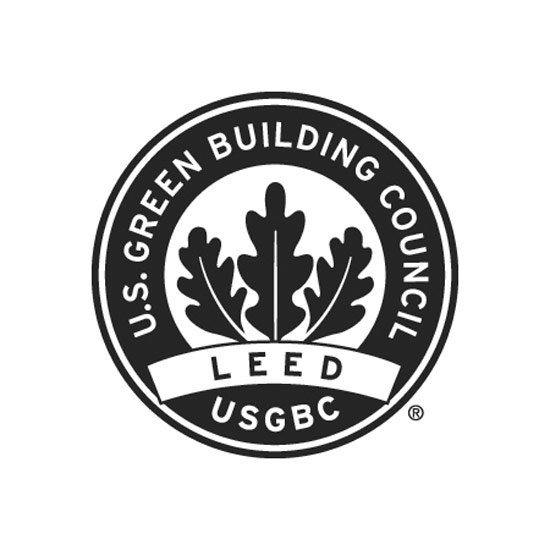 U.S. GREEN BUILDING COUNCIL
LEED
USGBC
®